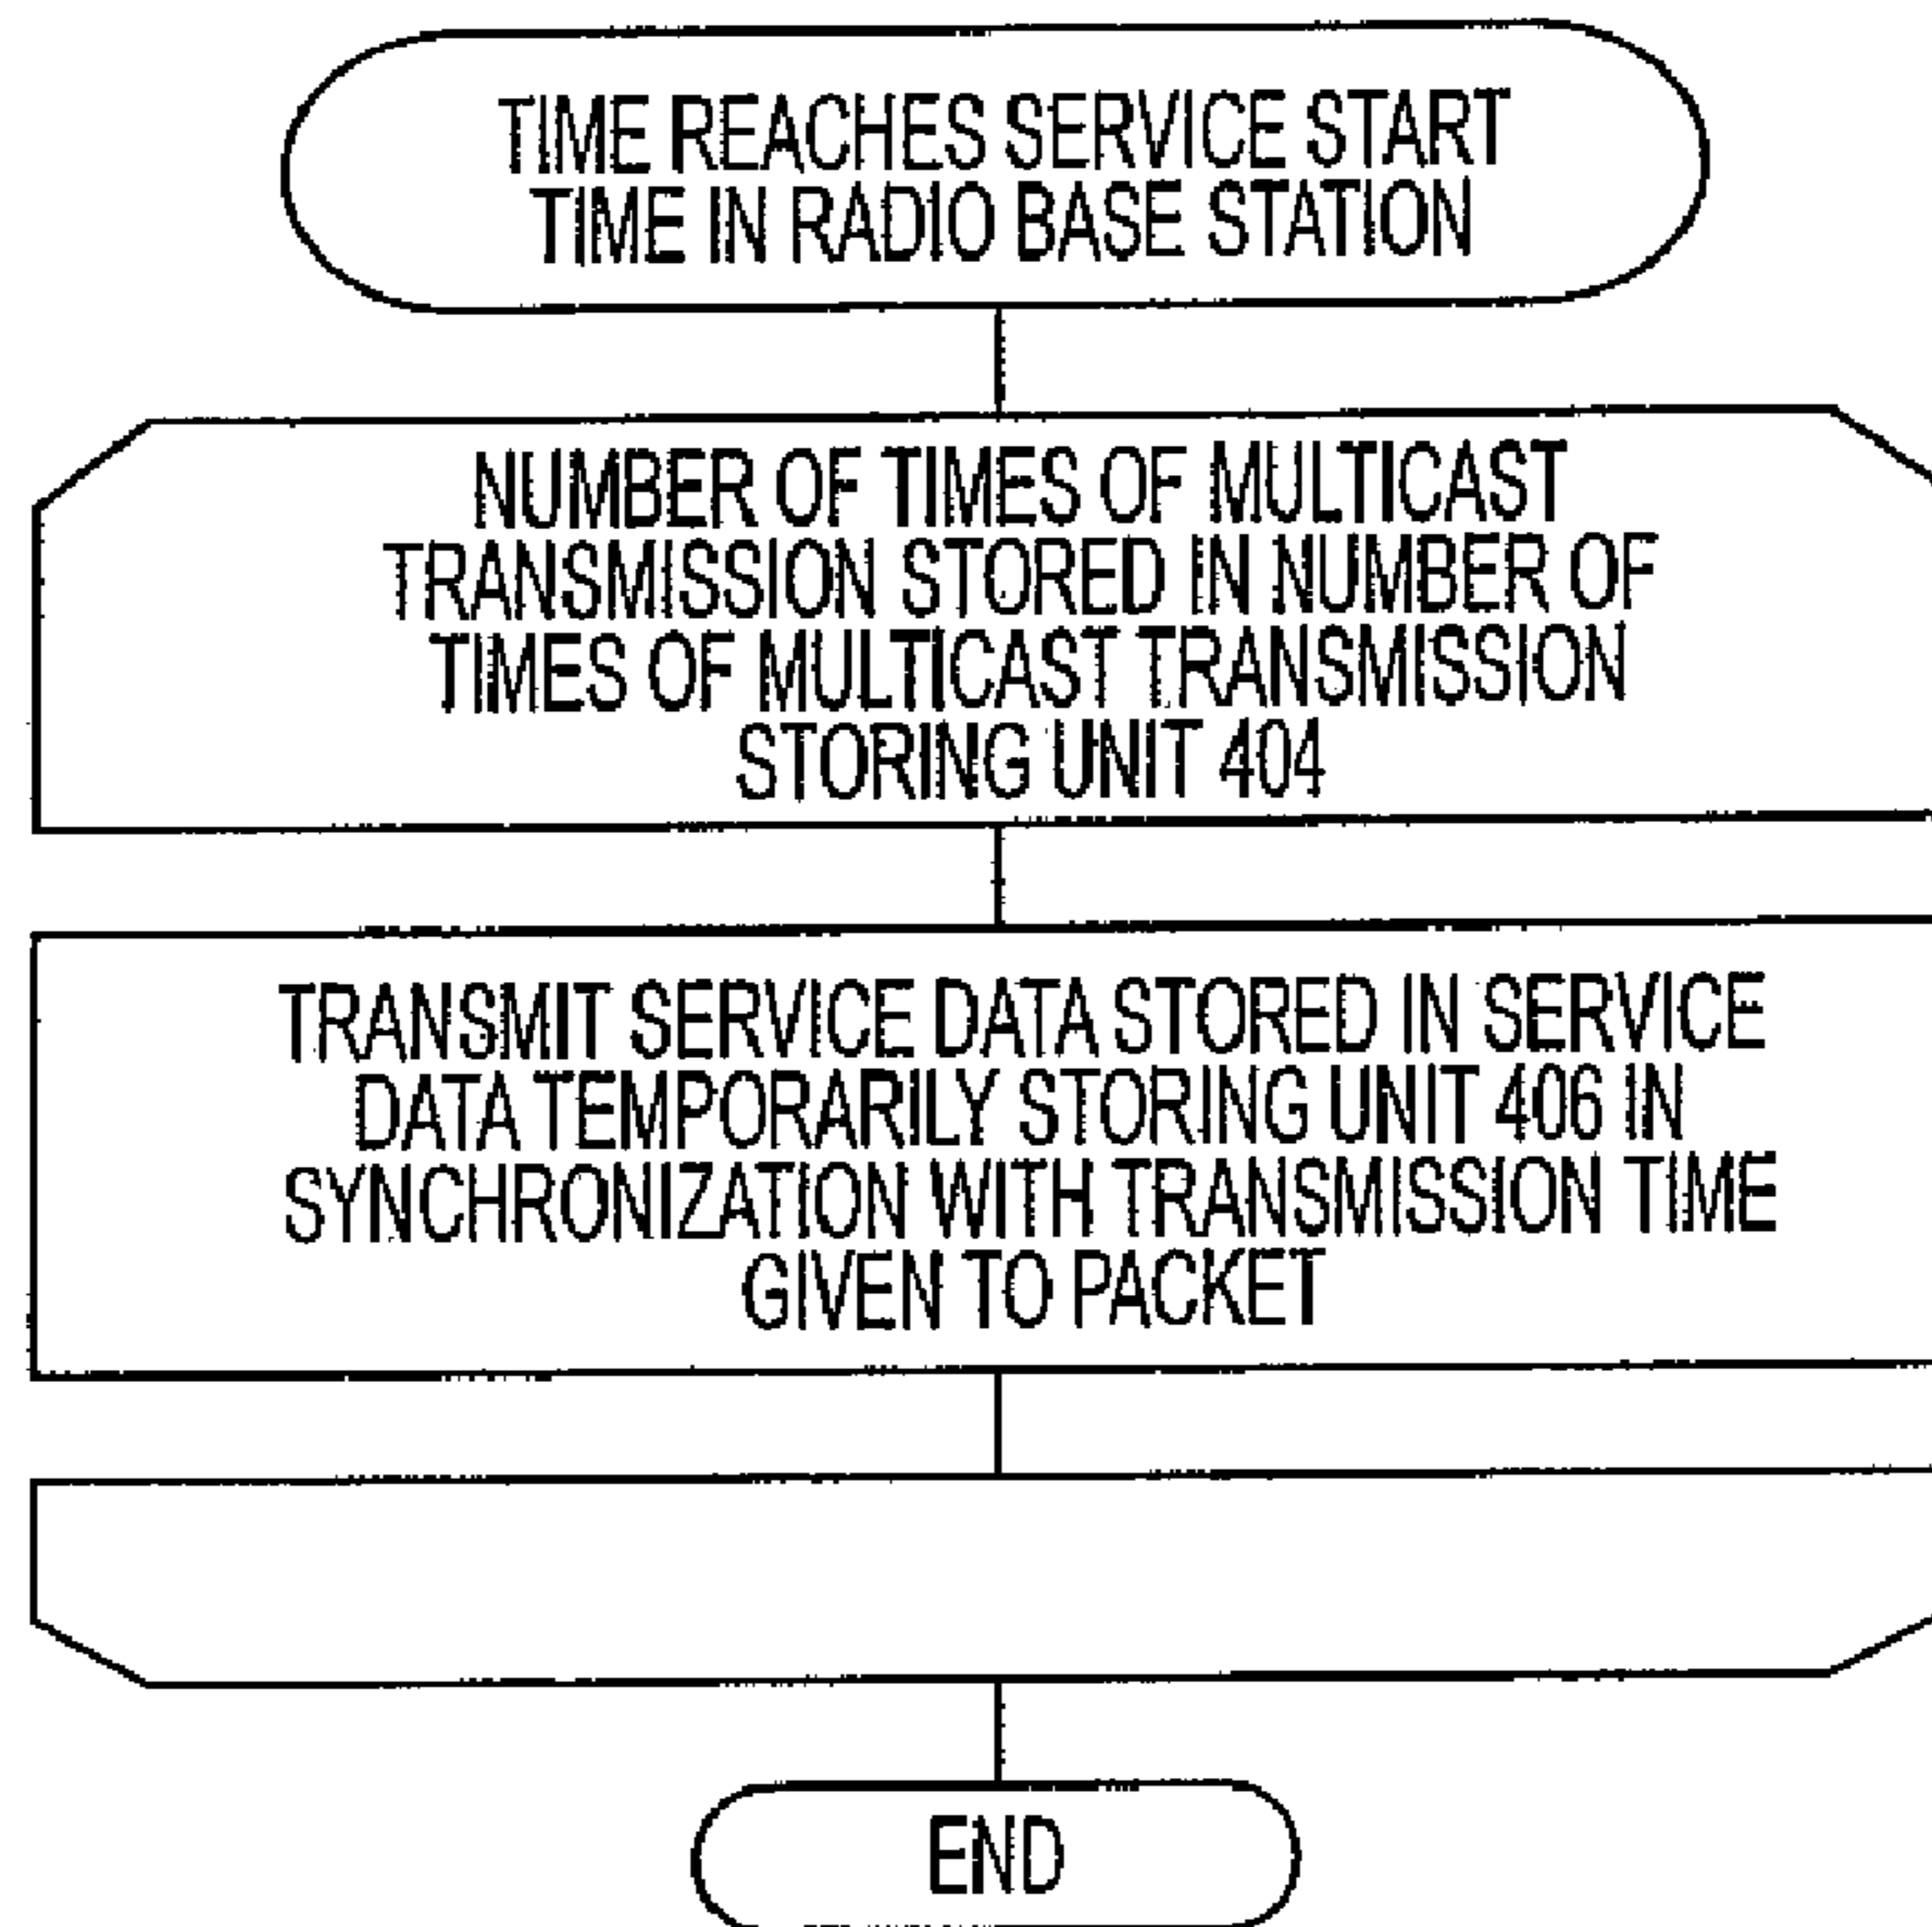 TIME REACHES SERVICE START
TIME IN RADIO BASE STATION
NUMBER OF TIMES OF MULTICAST
TRANSMISSION STORED IN NUMBER OF
TIMES OF MULTICAST TRANSMISSION
STORING UNIT 404
TRANSMIT SERVICE DATA STORED IN SERVICE
DATA TEMPORARILY STORING UNIT 406 IN
SYNCHRONIZATION WITH TRANSMISSION TIME
GIVEN TO PACKET
END